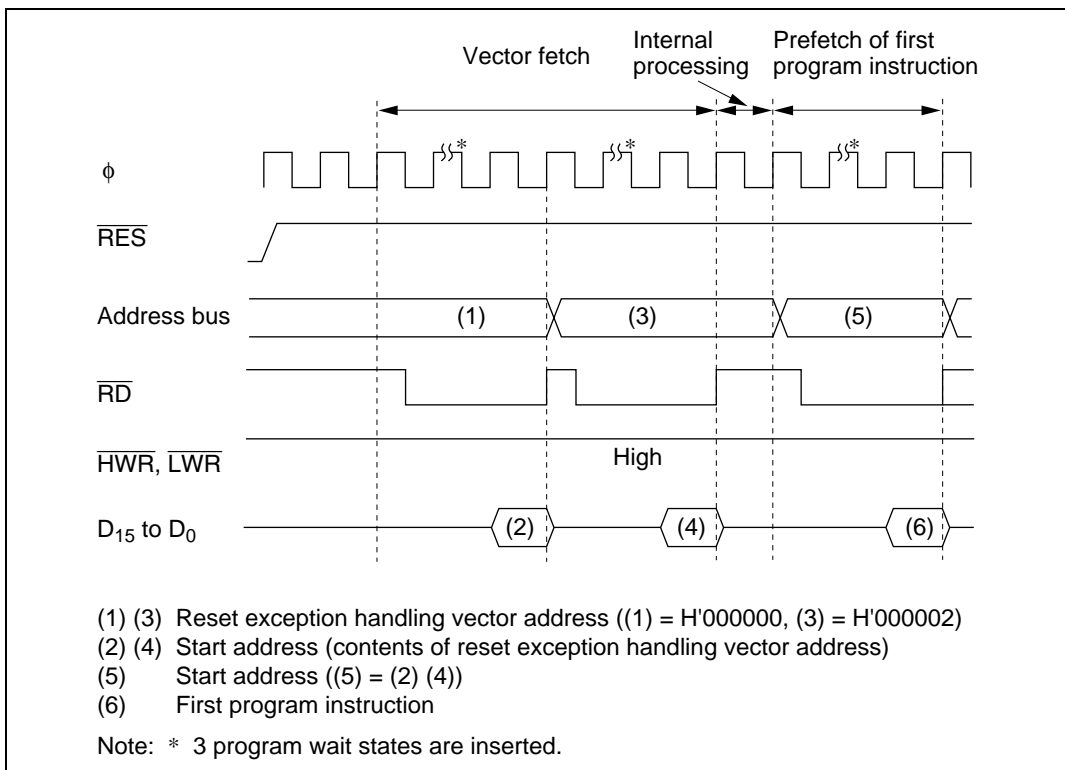 Vector fetch
Internal
processing
Prefetch of first
program instruction
φ
*
*
*
RES
Address bus
(1)
(3)
(5)
RD
HWR, LWR
High
D15 to D0
(2)
(4)
(6)
(1) (3) Reset exception handling vector address ((1) = H'000000, (3) = H'000002)
(2) (4) Start address (contents of reset exception handling vector address)
(5) Start address ((5) = (2) (4))
(6) First program instruction
Note: * 3 program wait states are inserted.